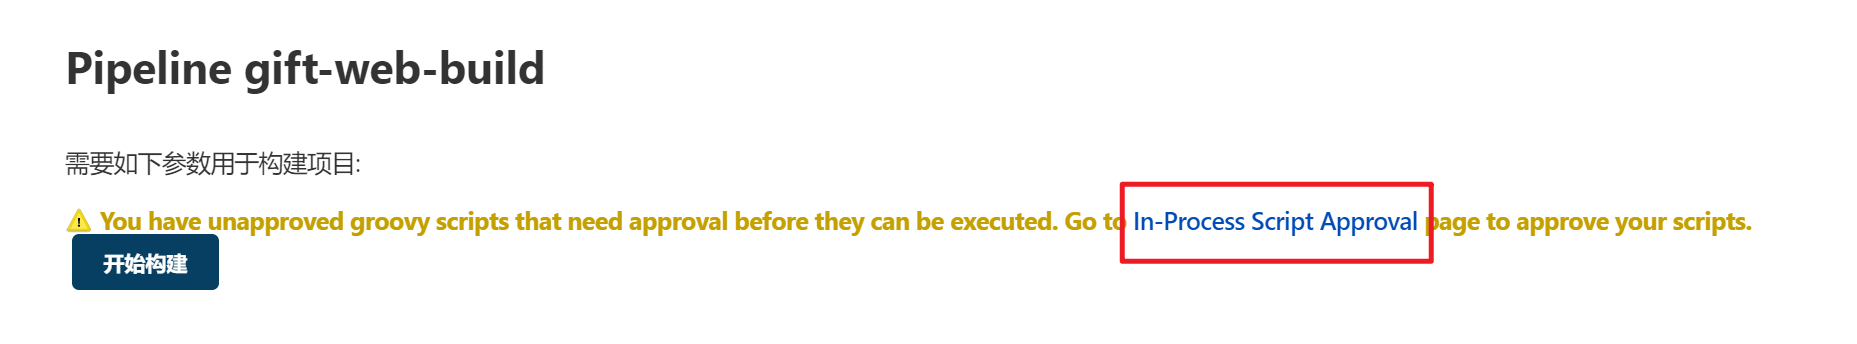 Pipeline gift-web-build
需要如下参数用于构建项目:
You have unapproved groovy scripts that need approval before they can be executed. Go to In-Process Script Approval page to approve your scripts.
开始构建